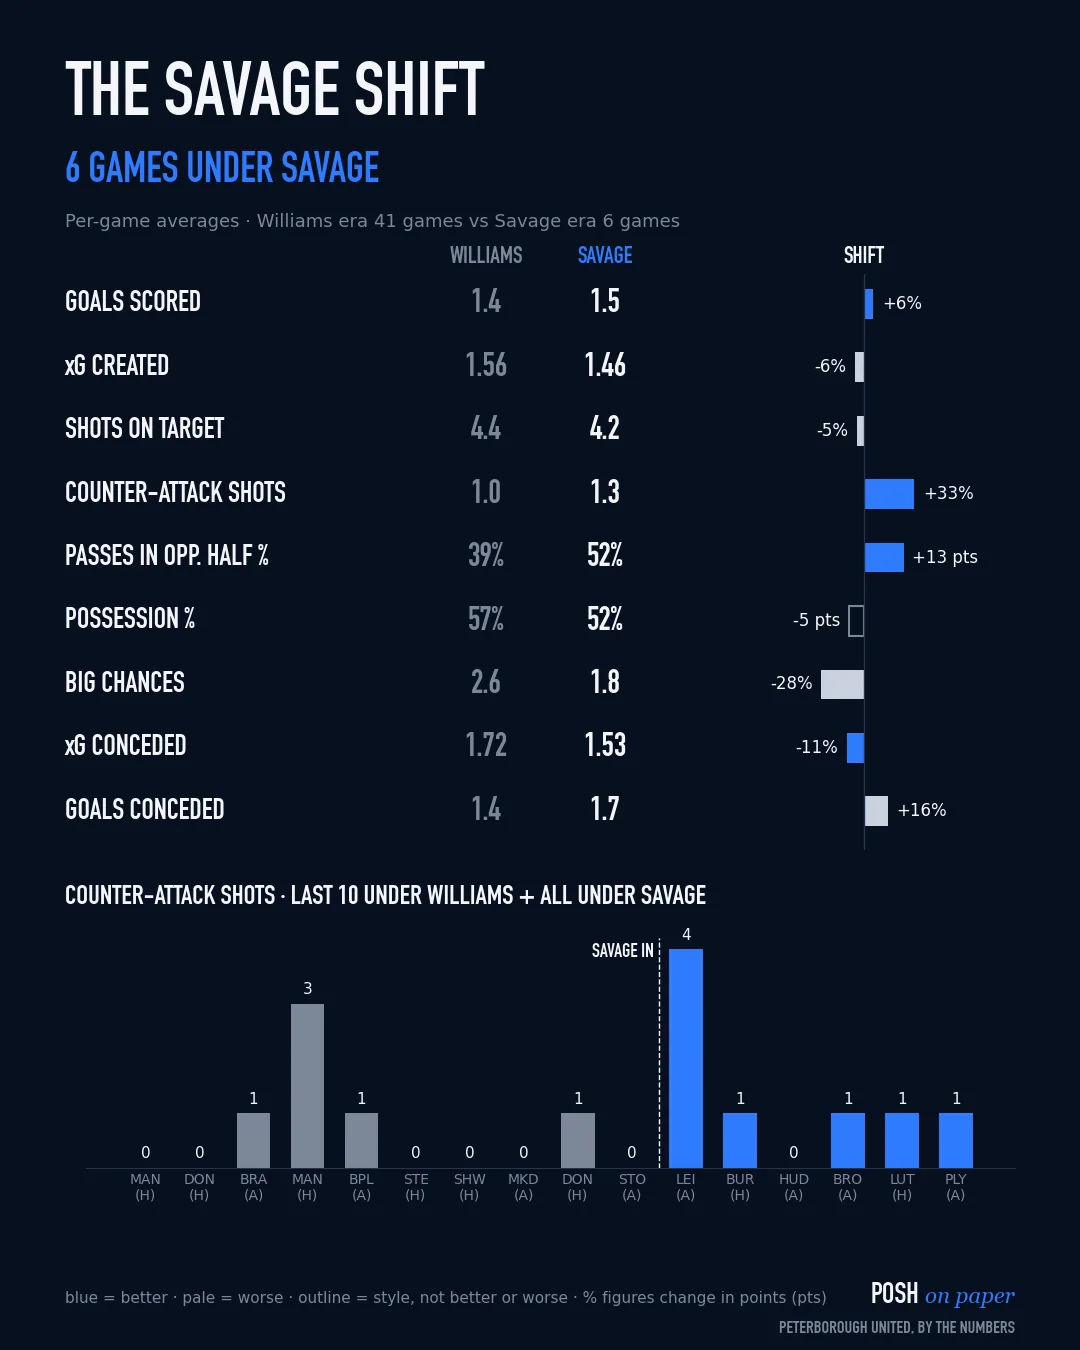 THE SAVAGE SHIFT
6 GAMES UNDER SAVAGE
Per-game averages · Williams era 41 games vs Savage era 6 games
WILLIAMS SAVAGE SHIFT
GOALS SCORED 1.4 1.5 +6%
xG CREATED 1.56 1.46 -6%
SHOTS ON TARGET 4.4 4.2 -5%
COUNTER-ATTACK SHOTS 1.0 1.3 +33%
PASSES IN OPP. HALF % 39% 52% +13 pts
POSSESSION % 57% 52% -5 pts
BIG CHANCES 2.6 1.8 -28%
xG CONCEDED 1.72 1.53 -11%
GOALS CONCEDED 1.4 1.7 +16%
COUNTER-ATTACK SHOTS · LAST 10 UNDER WILLIAMS + ALL UNDER SAVAGE
SAVAGE IN
0 0 1 3 1 0 0 0 1 0 4 1 0 1 1 1
MAN DON BRA MAN BPL STE SHW MKD DON STO LEI BUR HUD BRO LUT PLY
(H) (H) (A) (H) (A) (H) (H) (A) (H) (A) (A) (H) (A) (A) (H) (A)
blue = better · pale = worse · outline = style, not better or worse · % figures change in points (pts)
POSH on paper
PETERBOROUGH UNITED, BY THE NUMBERS